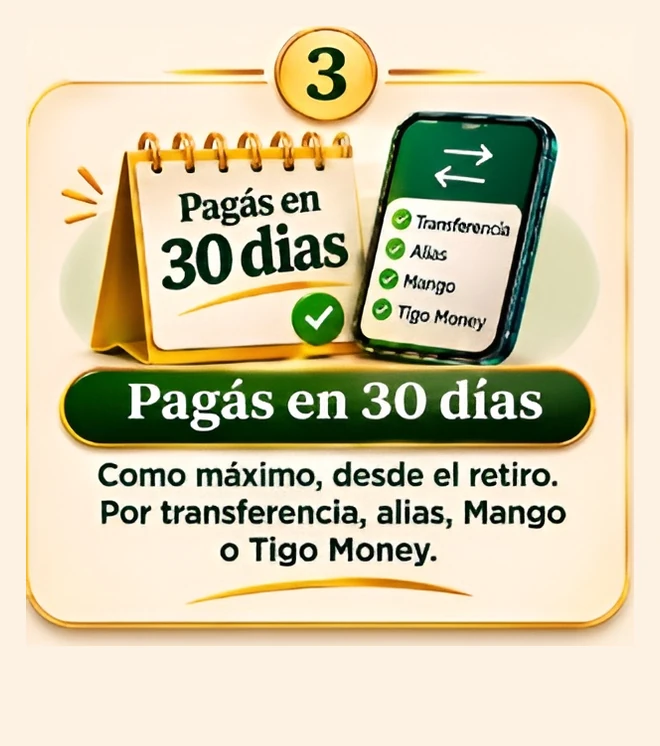 3
Pagás en
30 dias
Transferencia
Alias
Mango
Tigo Money
Pagás en 30 días
Como máximo, desde el retiro.
Por transferencia, alias, Mango
o Tigo Money.